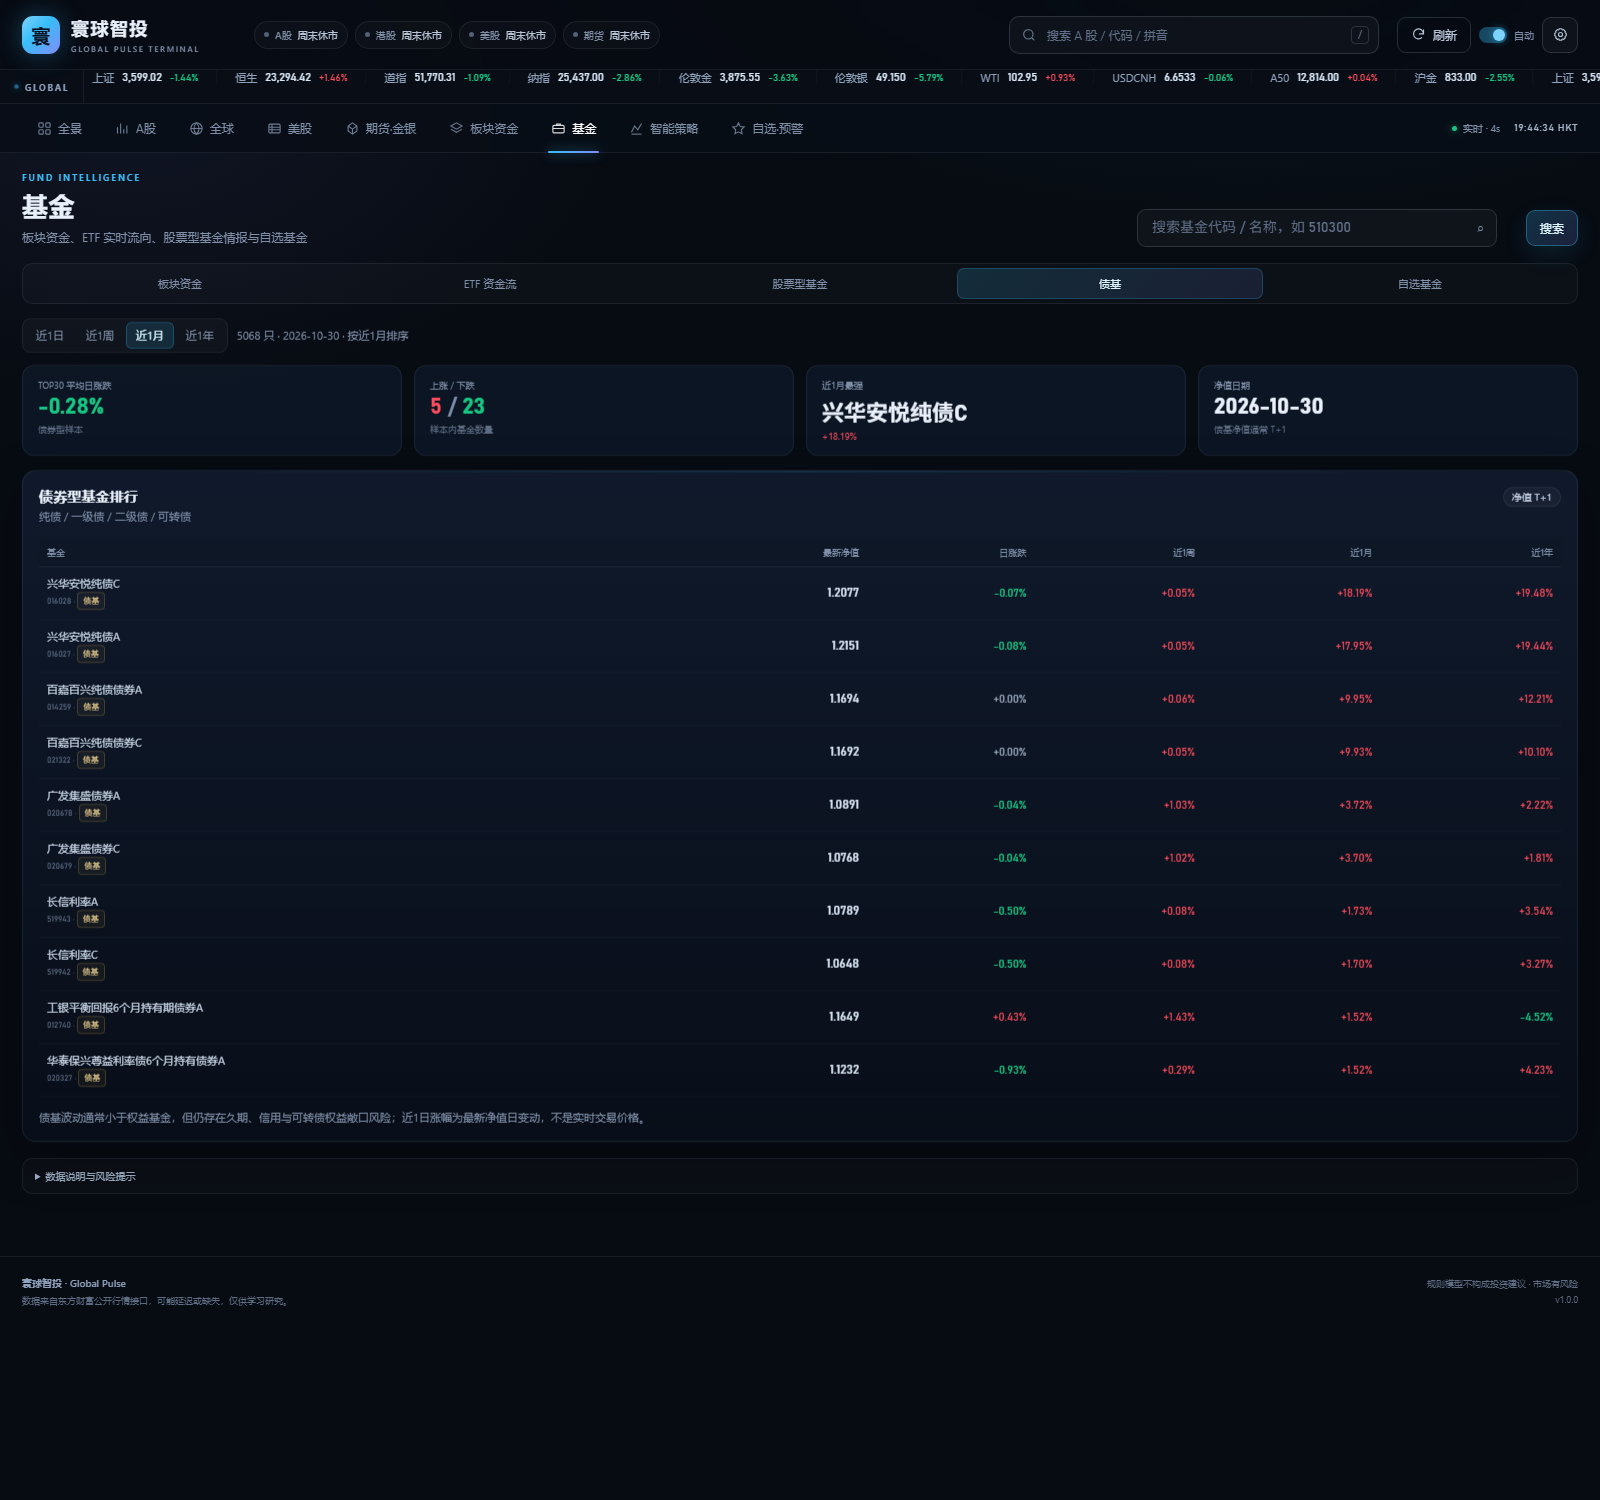 寰
寰球智投
GLOBAL PULSE TERMINAL
A股 周末休市
港股 周末休市
美股 周末休市
期货 周末休市
搜索 A 股 / 代码 / 拼音
/
刷新
自动
GLOBAL
上证 3,599.02 -1.44%
恒生 23,294.42 +1.46%
道指 51,770.31 -1.09%
纳指 25,437.00 -2.86%
伦敦金 3,875.55 -3.63%
伦敦银 49.150 -5.79%
WTI 102.95 +0.93%
USDCNH 6.6533 -0.06%
A50 12,814.00 +0.04%
沪金 833.00 -2.55%
上证 3,59
全景
A股
全球
美股
期货·金银
板块资金
基金
智能策略
自选·预警
实时 · 4s
19:44:34 HKT
FUND INTELLIGENCE
基金
板块资金、ETF 实时流向、股票型基金情报与自选基金
搜索基金代码 / 名称，如 510300
搜索
板块资金
ETF 资金流
股票型基金
债基
自选基金
近1日
近1周
近1月
近1年
5068 只 · 2026-10-30 · 按近1月排序
TOP30 平均日涨跌
-0.28%
债券型样本
上涨 / 下跌
5 / 23
样本内基金数量
近1月最强
兴华安悦纯债C
+18.19%
净值日期
2026-10-30
债基净值通常 T+1
债券型基金排行
纯债 / 一级债 / 二级债 / 可转债
净值 T+1
基金 最新净值 日涨跌 近1周 近1月 近1年
兴华安悦纯债C
016028 · 债基
1.2077 -0.07% +0.05% +18.19% +19.48%
兴华安悦纯债A
016027 · 债基
1.2151 -0.08% +0.05% +17.95% +19.44%
百嘉百兴纯债债券A
014259 · 债基
1.1694 +0.00% +0.06% +9.95% +12.21%
百嘉百兴纯债债券C
021322 · 债基
1.1692 +0.00% +0.05% +9.93% +10.10%
广发集盛债券A
020678 · 债基
1.0891 -0.04% +1.03% +3.72% +2.22%
广发集盛债券C
020679 · 债基
1.0768 -0.04% +1.02% +3.70% +1.81%
长信利率A
519943 · 债基
1.0789 -0.50% +0.08% +1.73% +3.54%
长信利率C
519942 · 债基
1.0648 -0.50% +0.08% +1.70% +3.27%
工银平衡回报6个月持有期债券A
012740 · 债基
1.1649 +0.43% +1.43% +1.52% -4.52%
华泰保兴尊益利率债6个月持有债券A
020327 · 债基
1.1232 -0.93% +0.29% +1.52% +4.23%
债基波动通常小于权益基金，但仍存在久期、信用与可转债权益敞口风险；近1日涨幅为最新净值日变动，不是实时交易价格。
数据说明与风险提示
寰球智投 · Global Pulse
数据来自东方财富公开行情接口，可能延迟或缺失，仅供学习研究。
规则模型不构成投资建议 · 市场有风险
v1.0.0